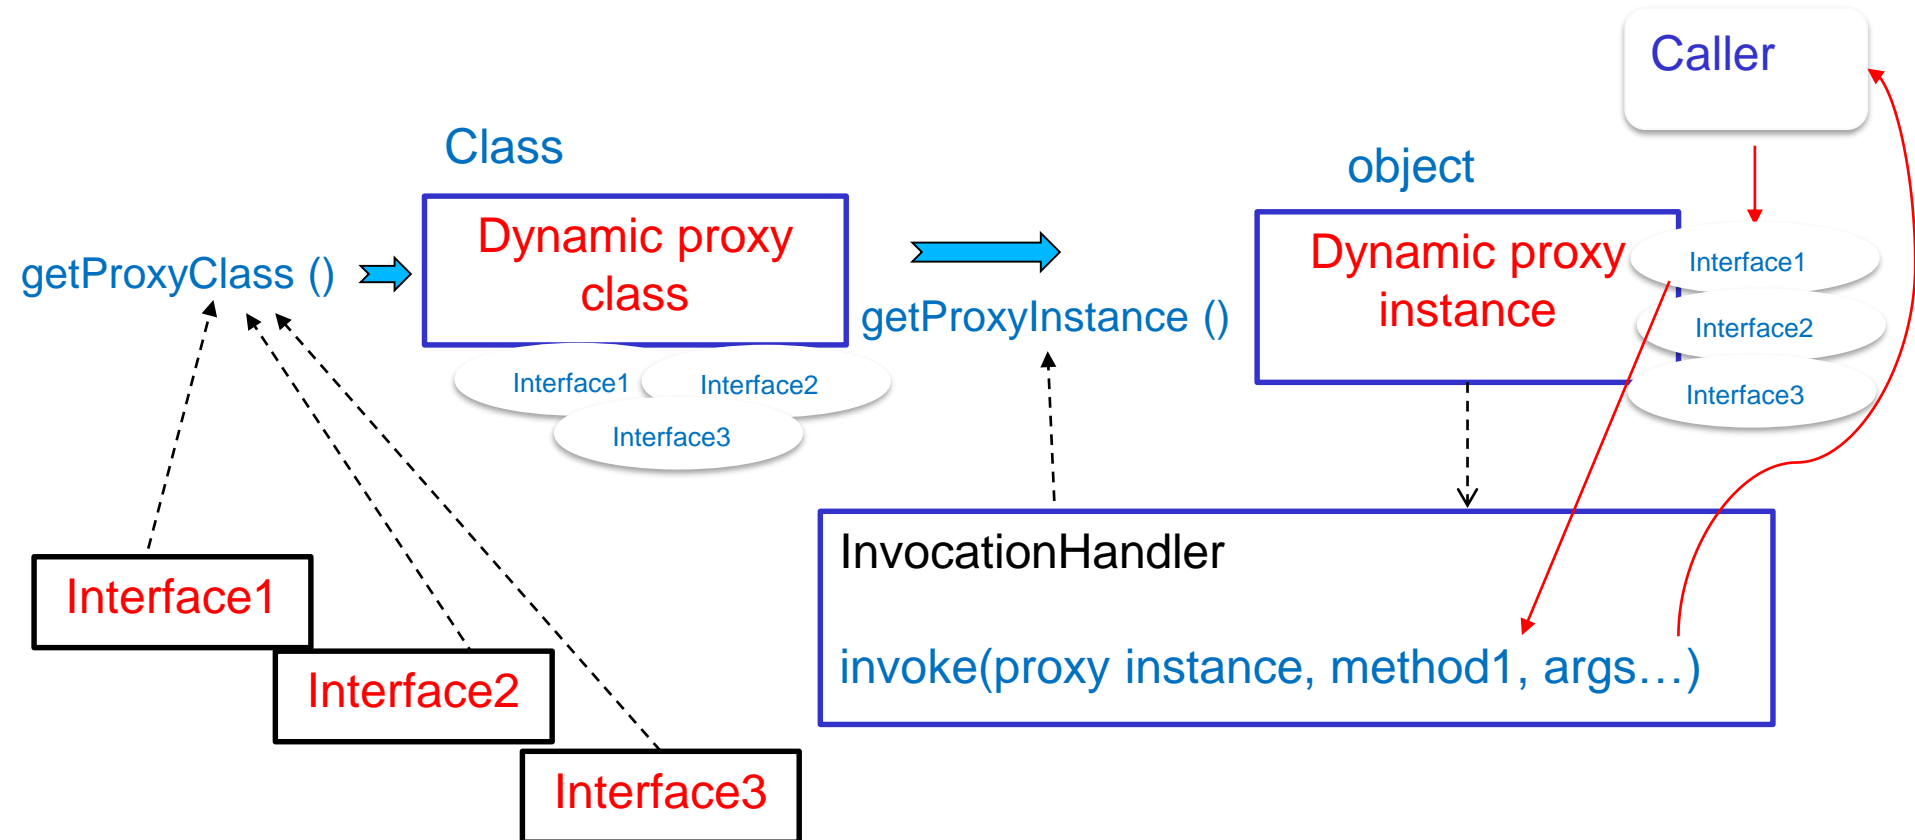 Caller
Class
object
Dynamic proxy
class
getProxyClass ()
getProxyInstance ()
Dynamic proxy
instance
Interface1
Interface2
Interface3
Interface1
Interface2
Interface3
InvocationHandler
invoke(proxy instance, method1, args…)
Interface1
Interface2
Interface3